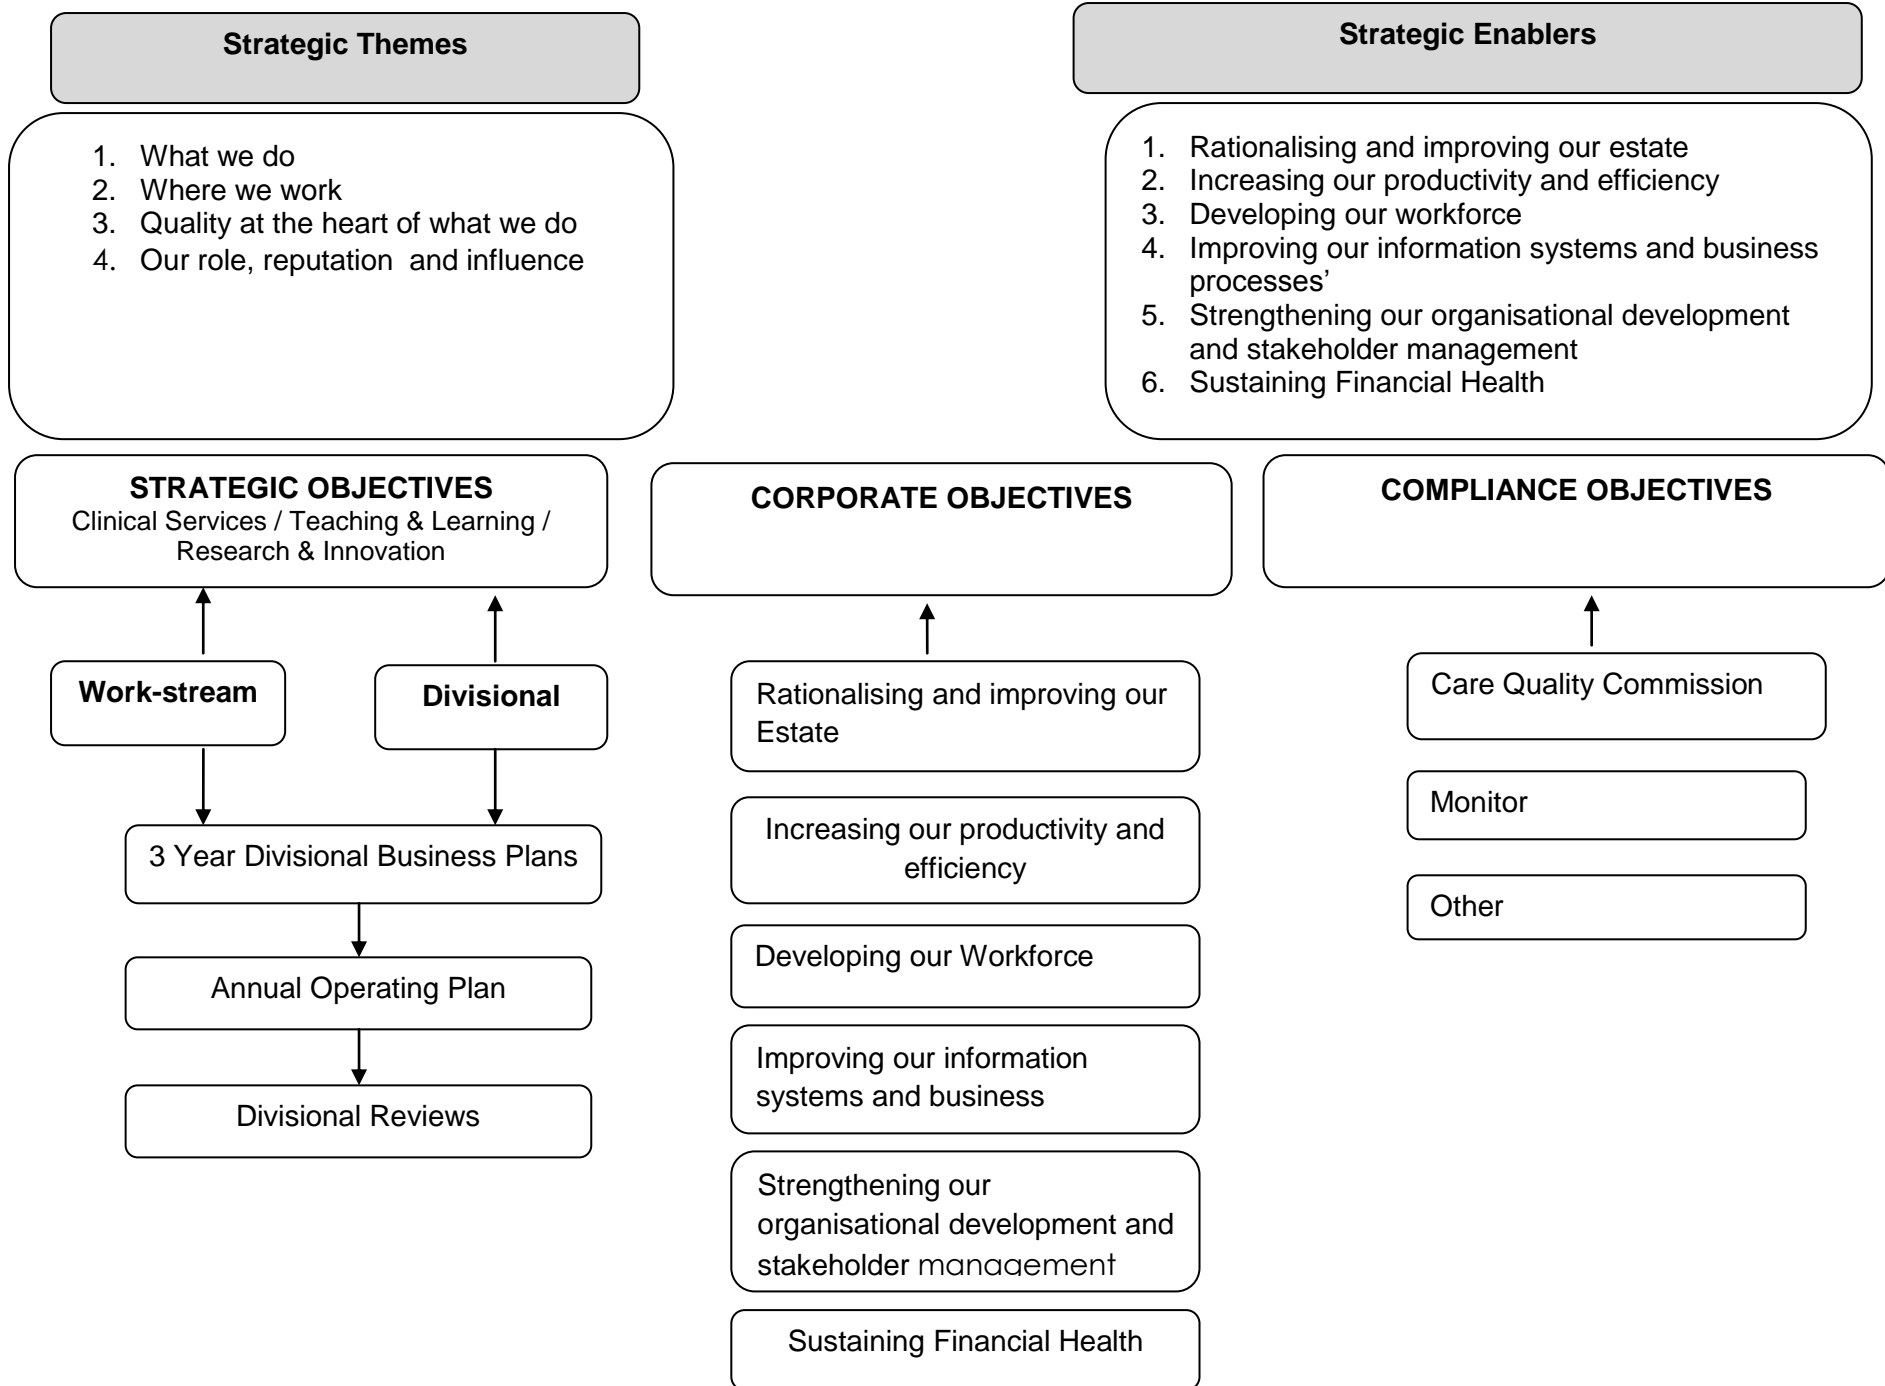 Strategic Themes
Strategic Enablers
1. What we do
2. Where we work
3. Quality at the heart of what we do
4. Our role, reputation  and influence
1. Rationalising and improving our estate
2. Increasing our productivity and efficiency
3. Developing our workforce
4. Improving our information systems and business
processes’
5. Strengthening our organisational development
and stakeholder management
6. Sustaining Financial Health
STRATEGIC OBJECTIVES
Clinical Services / Teaching & Learning /
Research & Innovation
CORPORATE OBJECTIVES
COMPLIANCE OBJECTIVES
Work-stream
Divisional
3 Year Divisional Business Plans
Annual Operating Plan
Divisional Reviews
Rationalising and improving our
Estate
Increasing our productivity and
efficiency
Developing our Workforce
Improving our information
systems and business
Strengthening our
organisational development and
stakeholder management
Sustaining Financial Health
Care Quality Commission
Monitor
Other